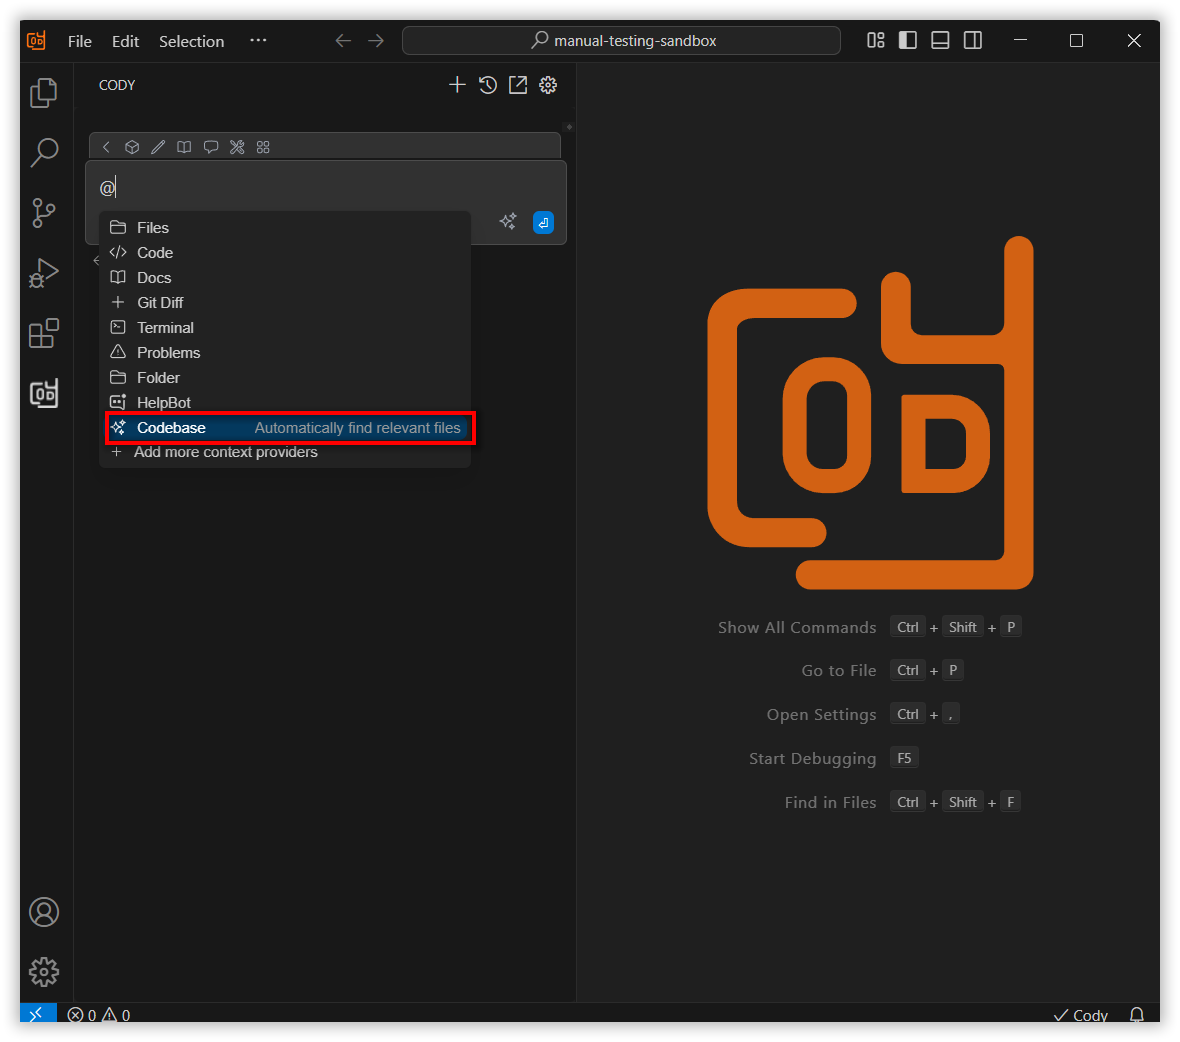 File Edit Selection ··· manual-testing-sandbox
CODY
@
Files
Code
Docs
Git Diff
Terminal
Problems
Folder
HelpBot
Codebase Automatically find relevant files
Add more context providers
OD
Show All Commands Ctrl + Shift + P
Go to File Ctrl + P
Open Settings Ctrl + ,
Start Debugging F5
Find in Files Ctrl + Shift + F
0 0 Cody